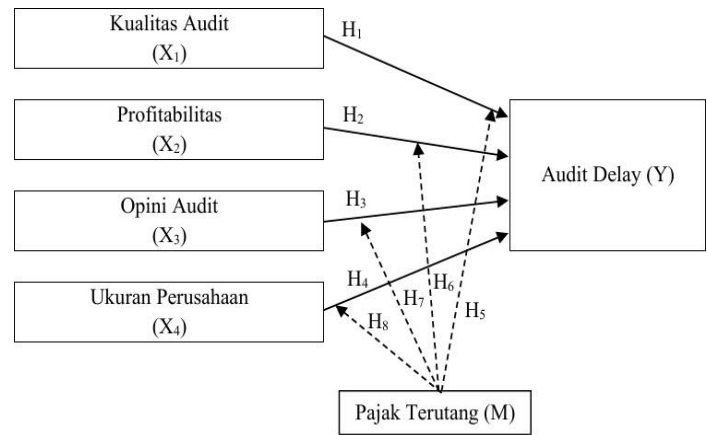 Kualitas Audit
(X₁)
H₁
Profitabilitas
(X₂)
H₂
Audit Delay (Y)
Opini Audit
(X₃)
H₃
Ukuran Perusahaan
(X₄)
H₄
H₈
H₇
H₆
H₅
Pajak Terutang (M)